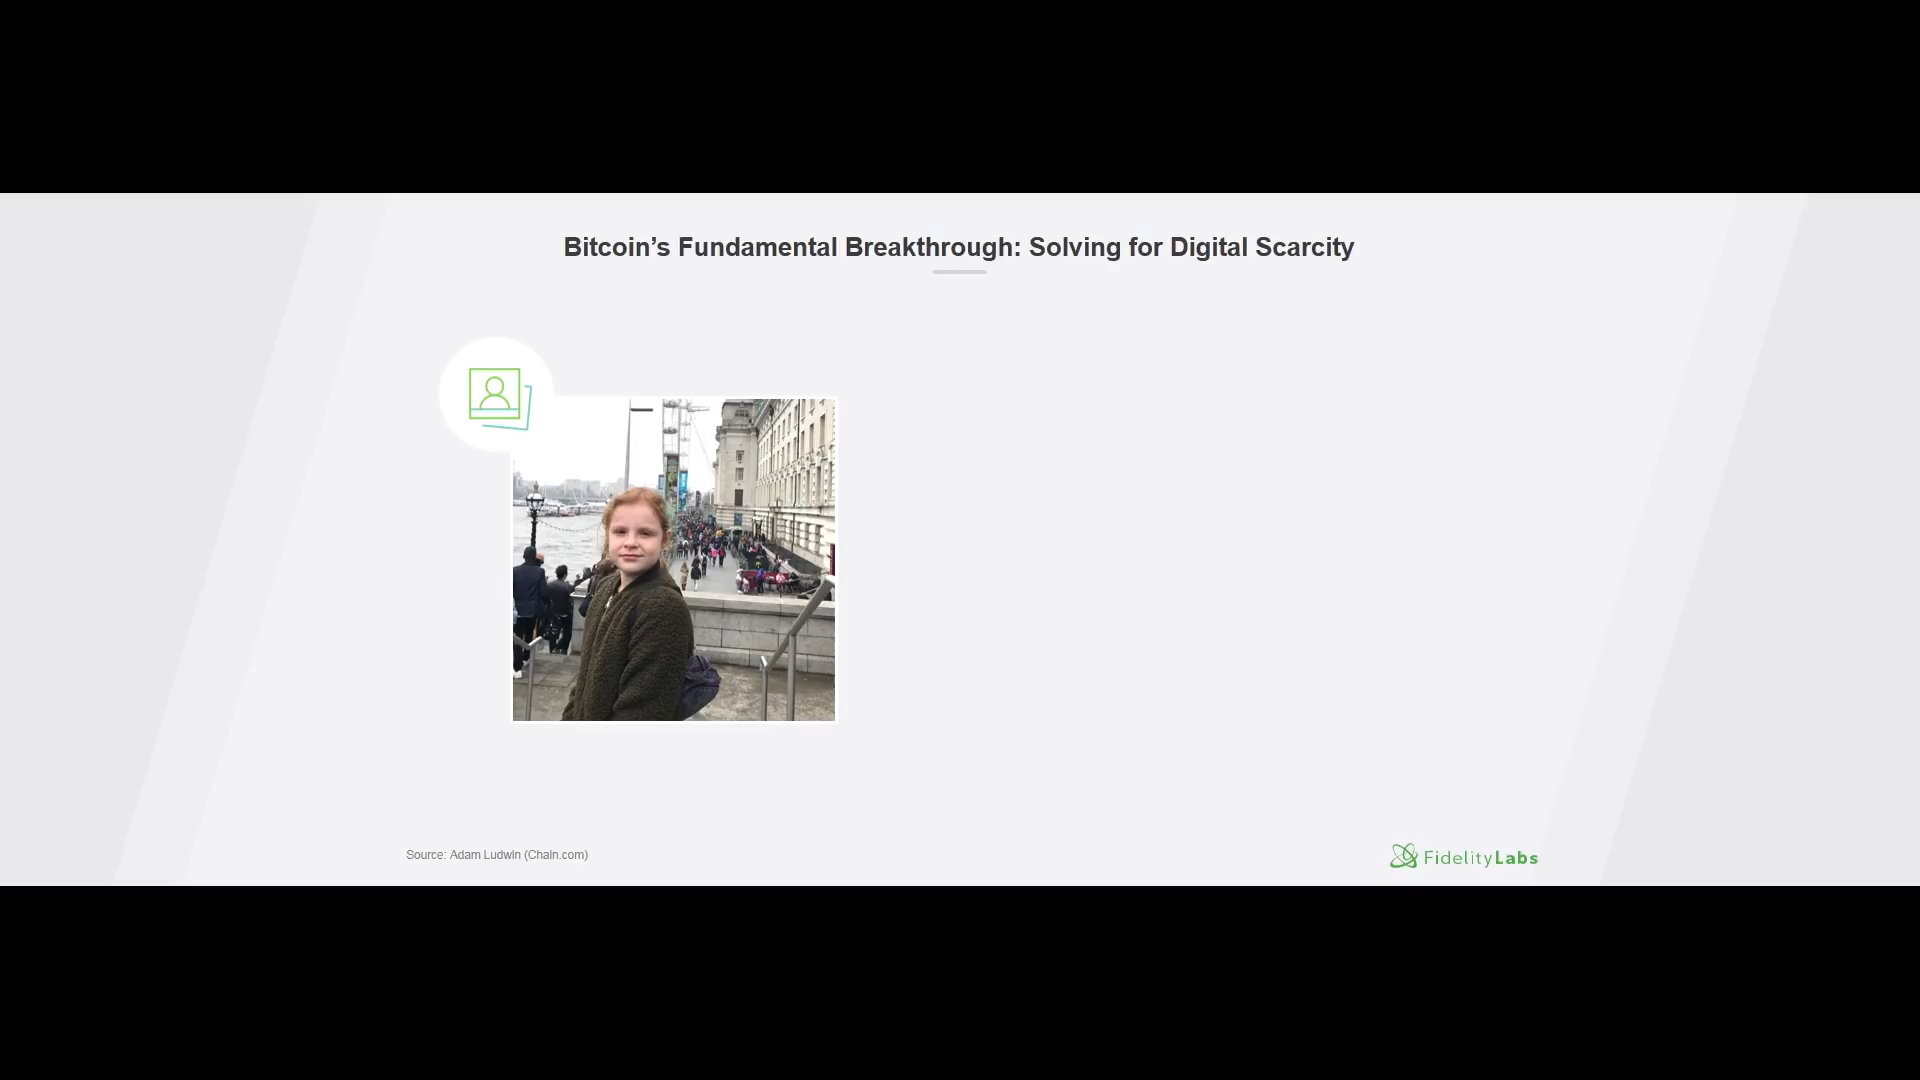 Bitcoin’s Fundamental Breakthrough: Solving for Digital Scarcity
Source: Adam Ludwin (Chain.com)
FidelityLabs